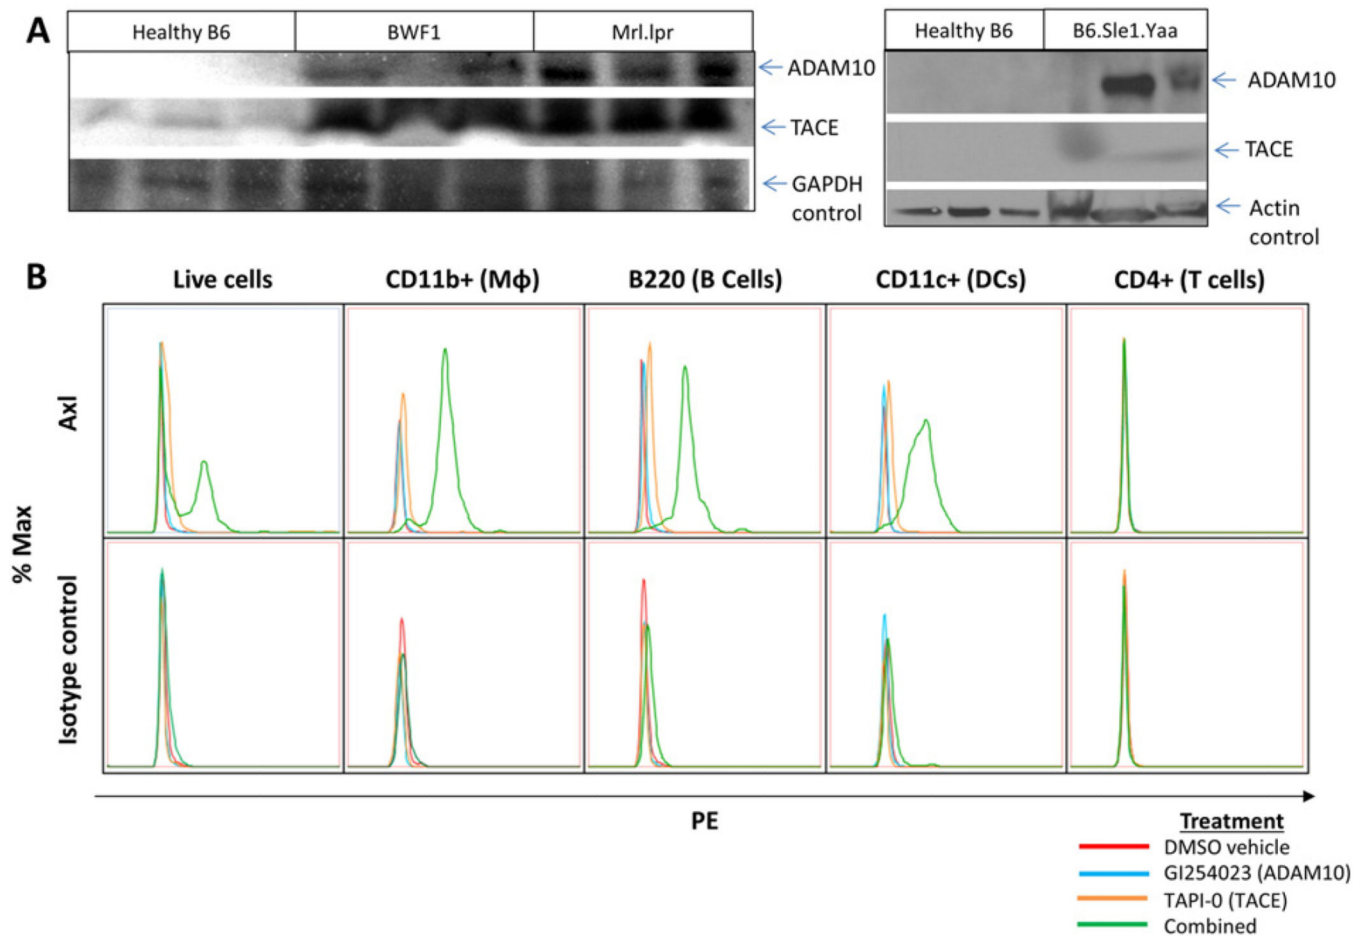 A
Healthy B6
BWF1
Mrl.lpr
ADAM10
TACE
GAPDH
control
Healthy B6
B6.Sle1.Yaa
ADAM10
TACE
Actin
control
B
Live cells
CD11b+ (Mϕ)
B220 (B Cells)
CD11c+ (DCs)
CD4+ (T cells)
% Max
Axl
Isotype control
PE
Treatment
DMSO vehicle
GI254023 (ADAM10)
TAPI-0 (TACE)
Combined